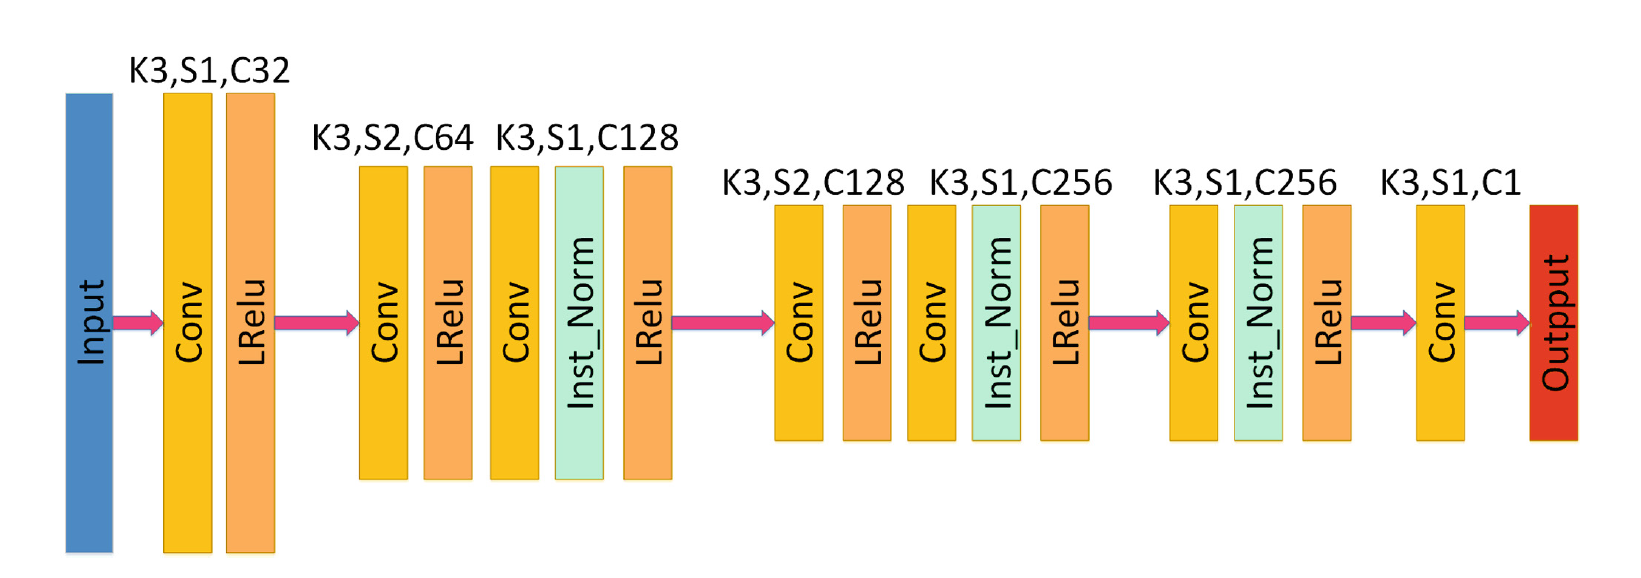 K3,S1,C32
K3,S2,C64
K3,S1,C128
K3,S2,C128
K3,S1,C256
K3,S1,C256
K3,S1,C1
Input
Conv
LRelu
Conv
LRelu
Conv
Inst_Norm
LRelu
Conv
LRelu
Conv
Inst_Norm
LRelu
Conv
Inst_Norm
LRelu
Conv
Outpput